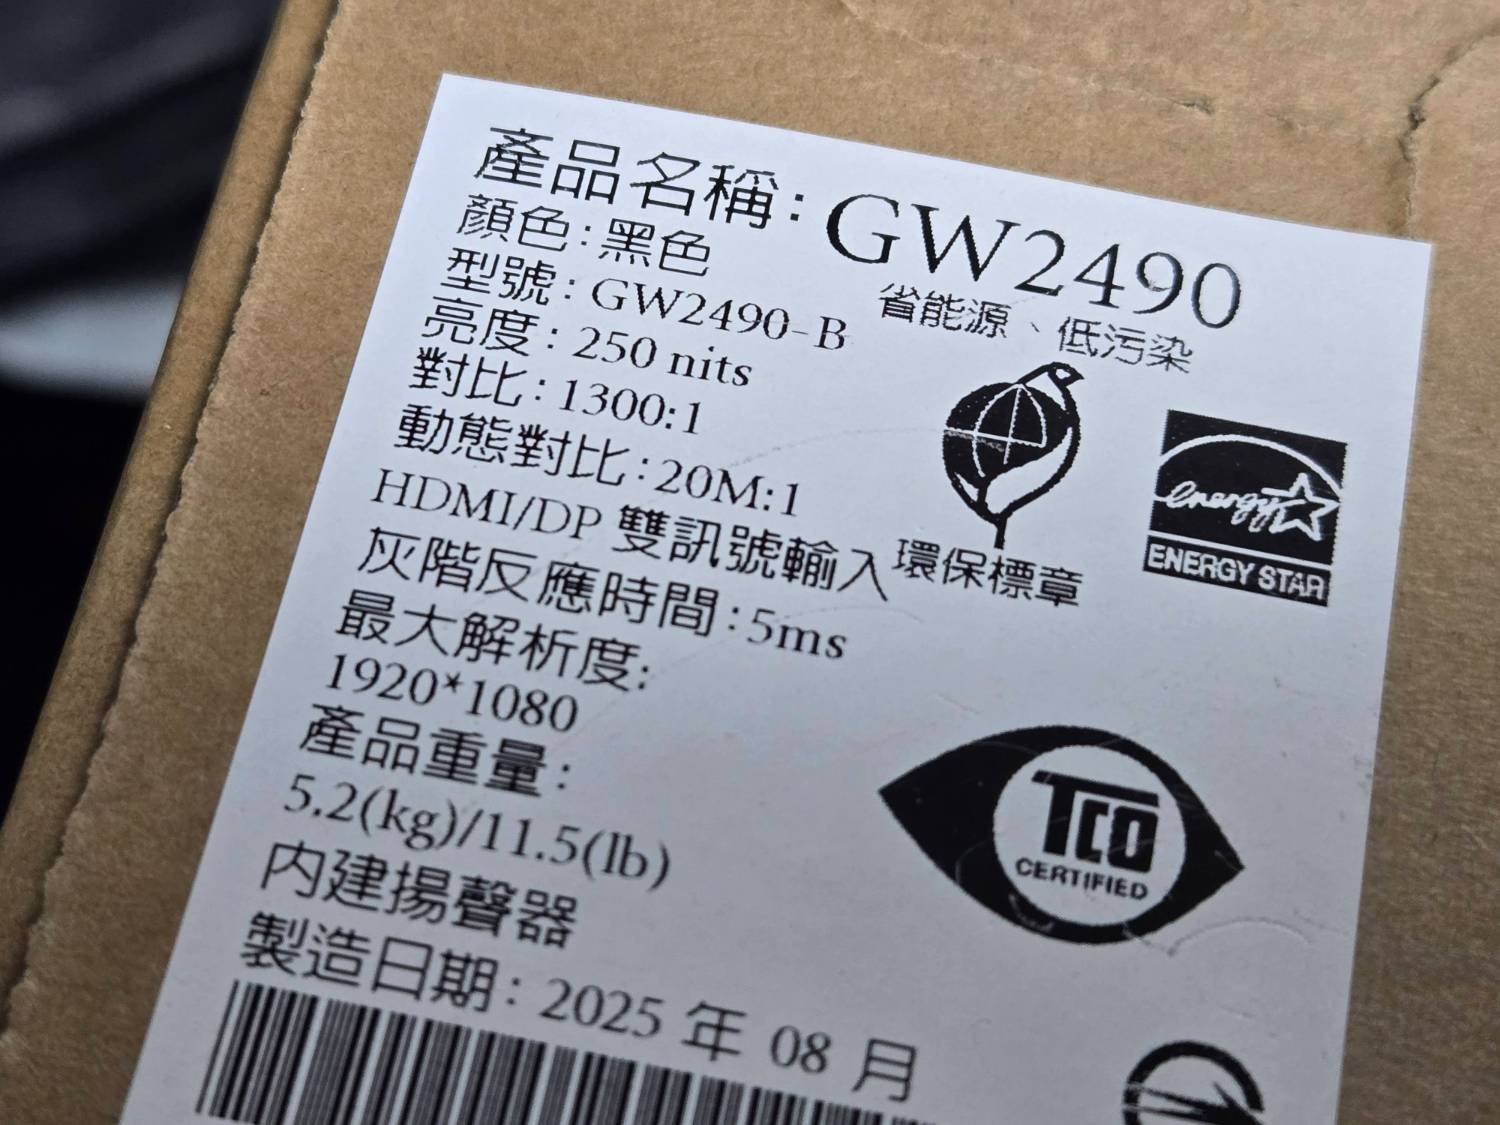 產品名稱：GW2490
顏色：黑色
型號：GW2490-B
省能源、低污染
亮度：250 nits
對比：1300:1
動態對比：20M:1
HDMI/DP 雙訊號輸入
環保標章
energy
ENERGY STAR
灰階反應時間：5ms
最大解析度：
1920*1080
產品重量：
5.2(kg)/11.5(lb)
TCO
CERTIFIED
內建揚聲器
製造日期：2025 年 08 月